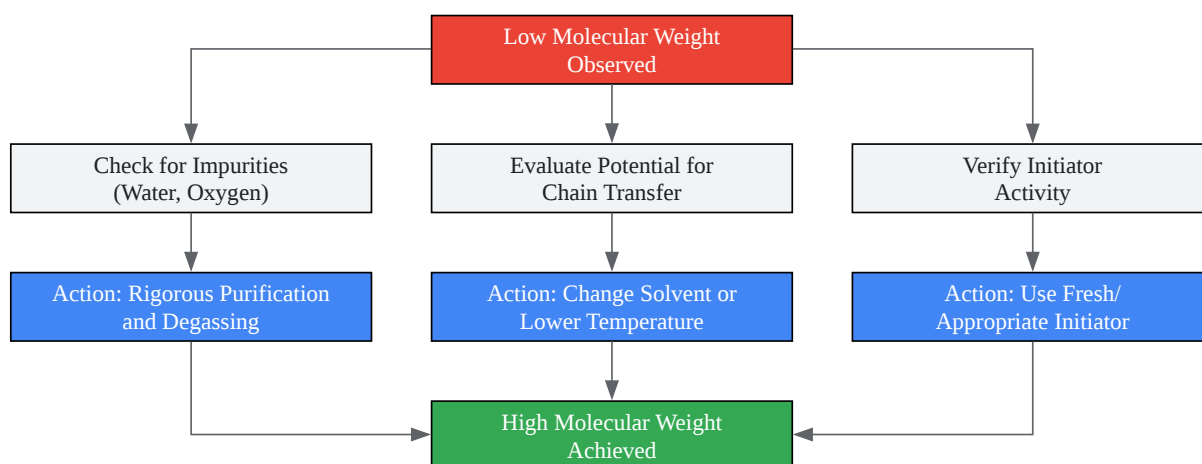 Low Molecular Weight
Observed
Check for Impurities
(Water, Oxygen)
Evaluate Potential for
Chain Transfer
Verify Initiator
Activity
Action: Rigorous Purification
and Degassing
Action: Change Solvent or
Lower Temperature
Action: Use Fresh/
Appropriate Initiator
High Molecular Weight
Achieved